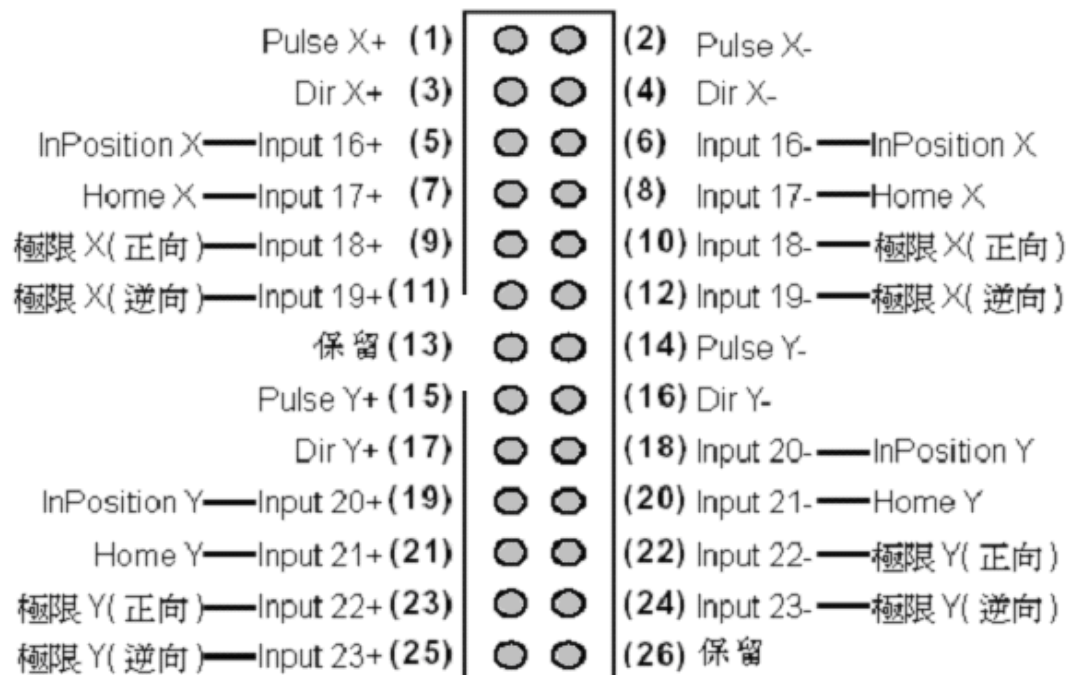 Pulse X+ (1) (2) Pulse X-
Dir X+ (3) (4) Dir X-
InPosition X Input 16+ (5) (6) Input 16- InPosition X
Home X Input 17+ (7) (8) Input 17- Home X
極限 X( 正向 ) Input 18+ (9) (10) Input 18- 極限 X( 正向 )
極限 X( 逆向 ) Input 19+ (11) (12) Input 19- 極限 X( 逆向 )
保留 (13) (14) Pulse Y-
Pulse Y+ (15) (16) Dir Y-
Dir Y+ (17) (18) Input 20- InPosition Y
InPosition Y Input 20+ (19) (20) Input 21- Home Y
Home Y Input 21+ (21) (22) Input 22- 極限 Y( 正向 )
極限 Y( 正向 ) Input 22+ (23) (24) Input 23- 極限 Y( 逆向 )
極限 Y( 逆向 ) Input 23+ (25) (26) 保留